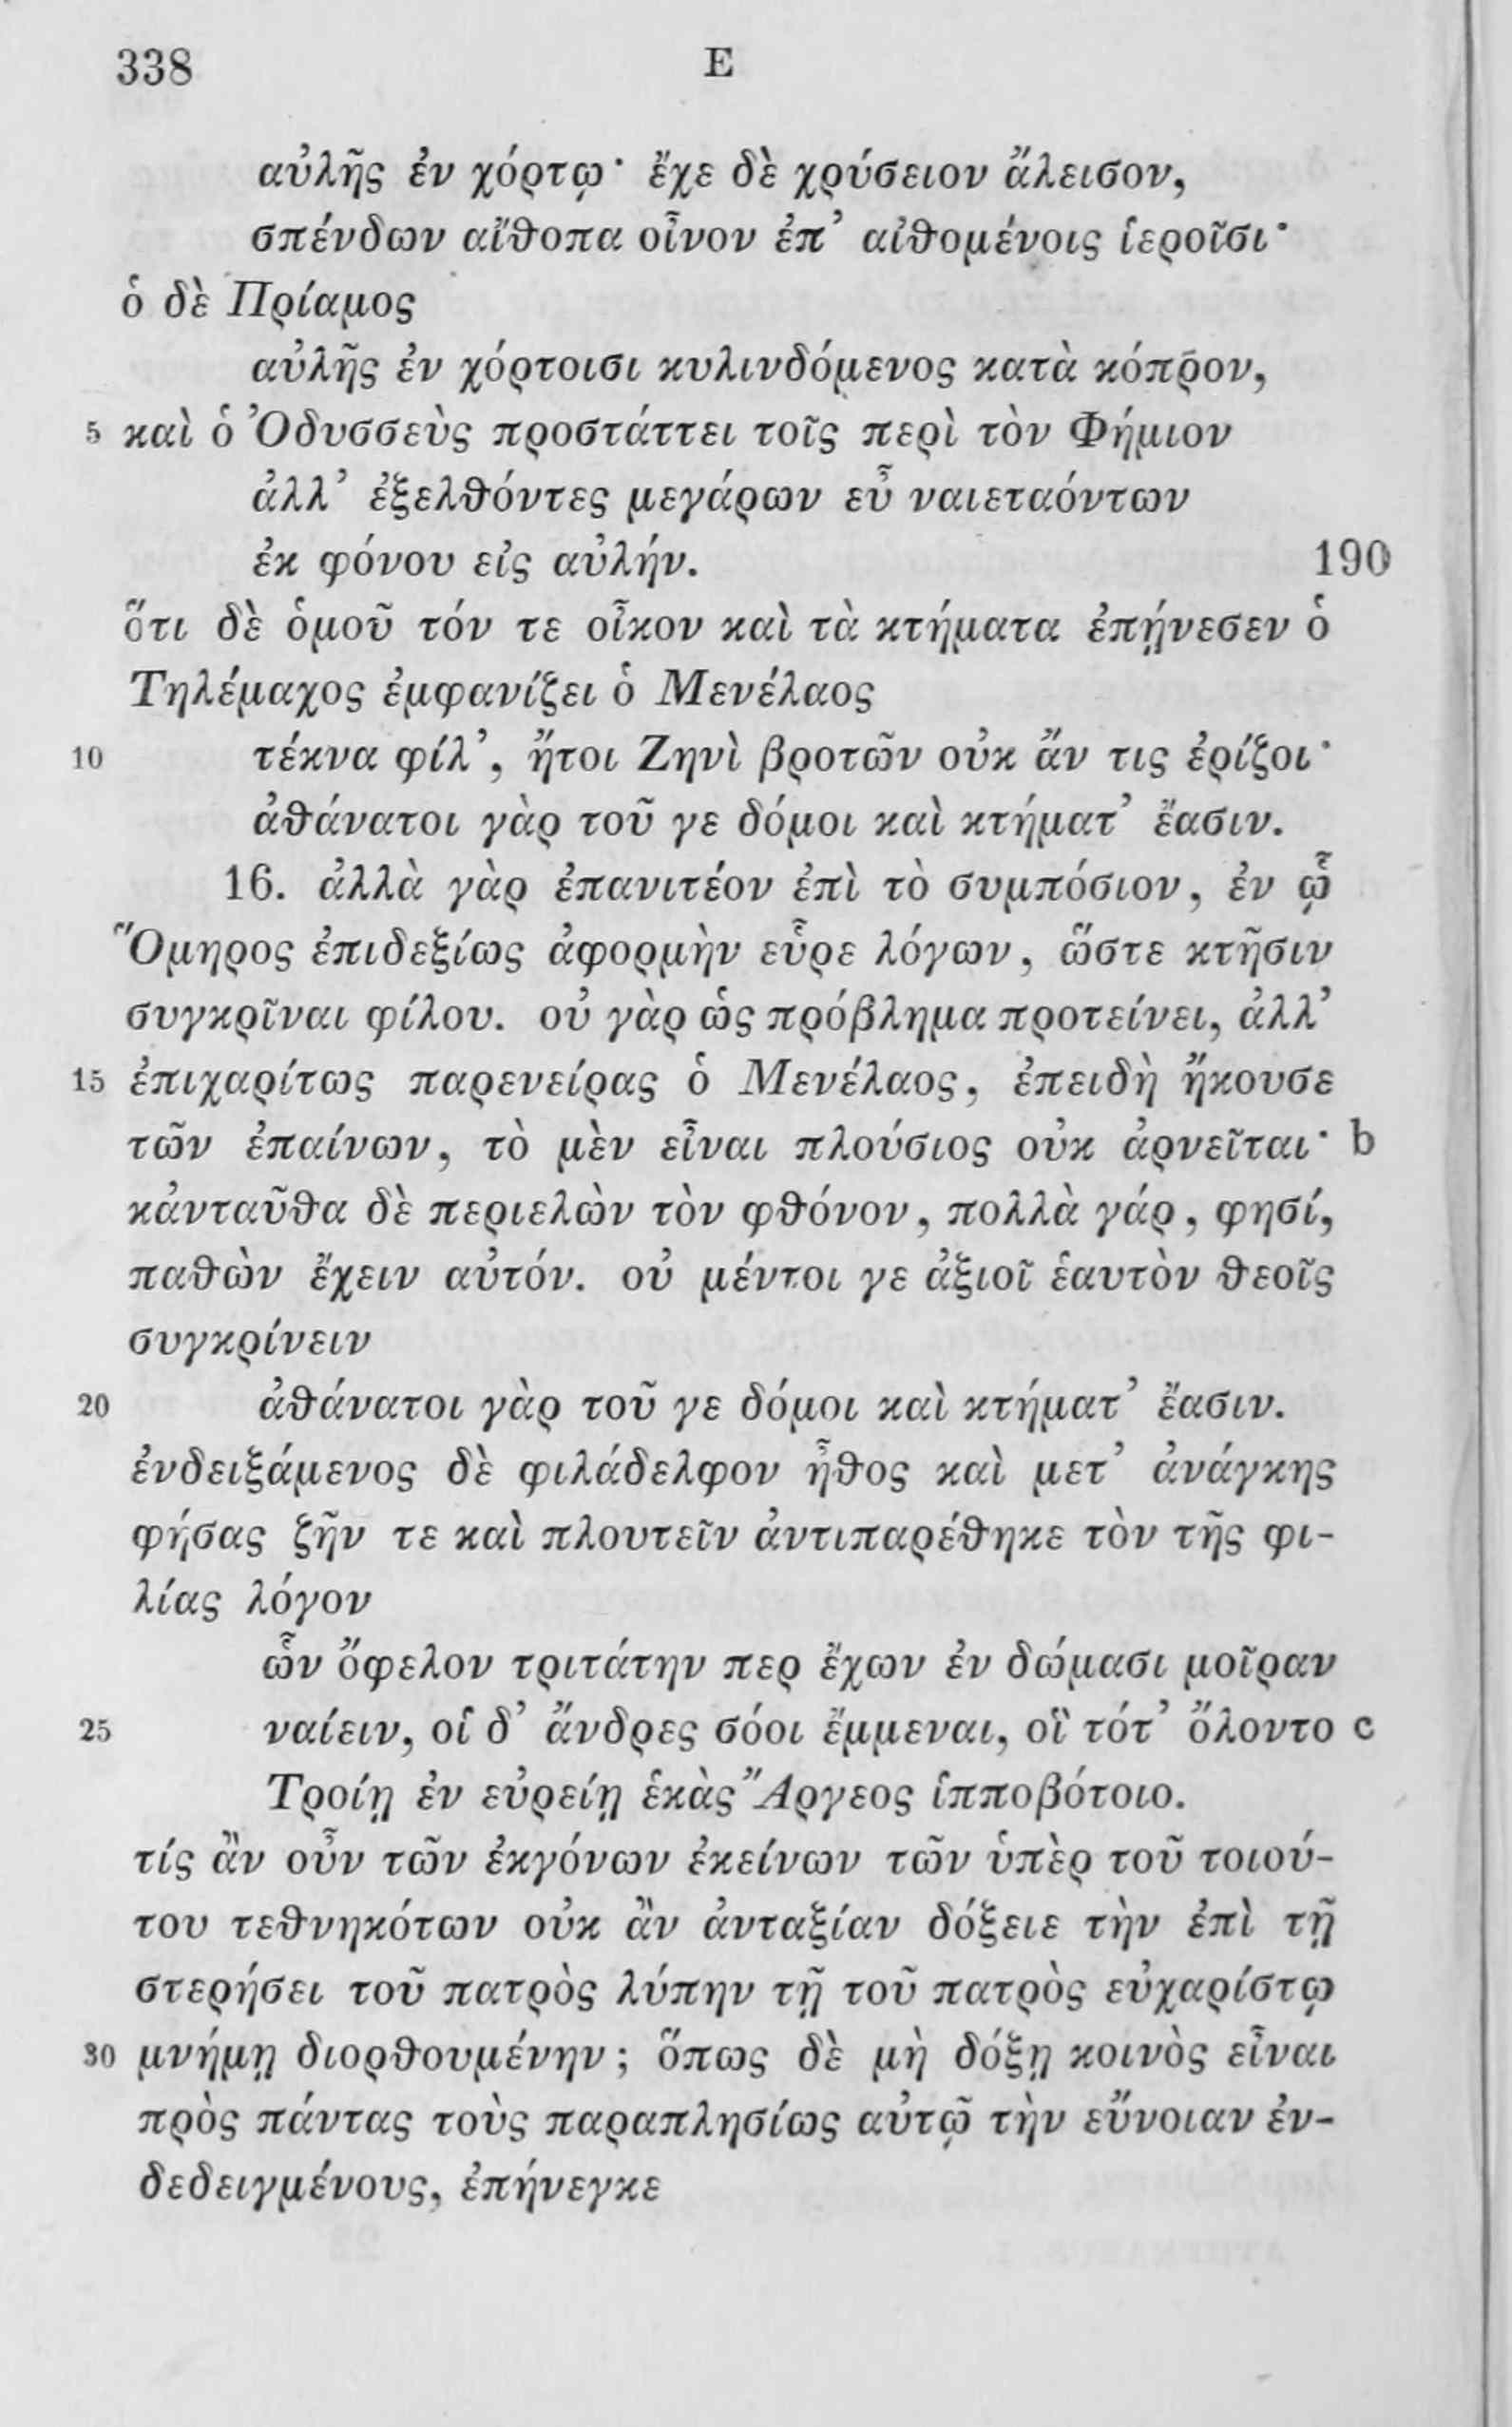 338 E
αὐλῆς ἐν χόρτῳ· ἔχε δὲ χρύσειον ἄλεισον,
σπένδων αἴθοπα οἶνον ἐπ’ αἰθομένοις ἱεροῖσι·
ὁ δὲ Πρίαμος
αὐλῆς ἐν χόρτοισι κυλινδόμενος κατὰ κόπρον,
5 καὶ ὁ Ὀδυσσεὺς προστάττει τοῖς περὶ τὸν Φήμιον
ἀλλ’ ἐξελθόντες μεγάρων εὖ ναιεταόντων
ἐκ φόνου εἰς αὐλήν. 190
ὅτι δὲ ὁμοῦ τόν τε οἶκον καὶ τὰ κτήματα ἐπῄνεσεν ὁ
Τηλέμαχος ἐμφανίζει ὁ Μενέλαος
10 τέκνα φίλ’, ἤτοι Ζηνὶ βροτῶν οὐκ ἄν τις ἐρίζοι·
ἀθάνατοι γὰρ τοῦ γε δόμοι καὶ κτήματ’ ἔασιν.
16. ἀλλὰ γὰρ ἐπανιτέον ἐπὶ τὸ συμπόσιον, ἐν ᾧ
Ὅμηρος ἐπιδεξίως ἀφορμὴν εὗρε λόγων, ὥστε κτῆσιν
συγκρῖναι φίλου. οὐ γὰρ ὡς πρόβλημα προτείνει, ἀλλ’
15 ἐπιχαρίτως παρενείρας ὁ Μενέλαος, ἐπειδὴ ἤκουσε
τῶν ἐπαίνων, τὸ μὲν εἶναι πλούσιος οὐκ ἀρνεῖται· b
κἀνταῦθα δὲ περιελὼν τὸν φθόνον, πολλὰ γάρ, φησί,
παθὼν ἔχειν αὐτόν. οὐ μέντοι γε ἀξιοῖ ἑαυτὸν θεοῖς
συγκρίνειν
20 ἀθάνατοι γὰρ τοῦ γε δόμοι καὶ κτήματ’ ἔασιν.
ἐνδειξάμενος δὲ φιλάδελφον ἦθος καὶ μετ’ ἀνάγκης
φήσας ζῆν τε καὶ πλουτεῖν ἀντιπαρέθηκε τὸν τῆς φι-
λίας λόγον
ὧν ὄφελον τριτάτην περ ἔχων ἐν δώμασι μοῖραν
25 ναίειν, οἱ δ’ ἄνδρες σόοι ἔμμεναι, οἳ τότ’ ὄλοντο c
Τροίῃ ἐν εὐρείῃ ἑκὰς Ἄργεος ἱπποβότοιο.
τίς ἂν οὖν τῶν ἐκγόνων ἐκείνων τῶν ὑπὲρ τοῦ τοιού-
του τεθνηκότων οὐκ ἂν ἀνταξίαν δόξειε τὴν ἐπὶ τῇ
στερήσει τοῦ πατρὸς λύπην τῇ τοῦ πατρὸς εὐχαρίστῳ
30 μνήμῃ διορθουμένην; ὅπως δὲ μὴ δόξῃ κοινὸς εἶναι
πρὸς πάντας τοὺς παραπλησίως αὐτῷ τὴν εὔνοιαν ἐν-
δεδειγμένους, ἐπήνεγκε